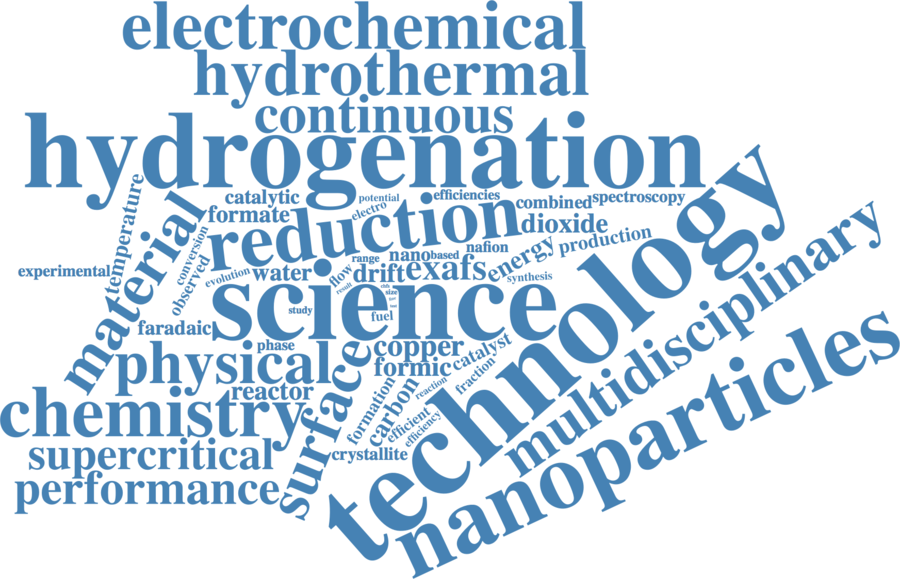 electrochemical
hydrothermal
continuous
hydrogenation
technology
temperature
catalytic
potential
efficiencies
combined
spectroscopy
material
formate
electro
reduction
dioxide
multidisciplinary
conversion
observed
nano
based
nafion
energy
production
experimental
evolution
water
flow
range
drift
exafs
synthesis
result
size
science
study
fuel
faradaic
phase
copper
physical
surface
formic
catalyst
nanoparticles
reactor
formation
carbon
reaction
fraction
chemistry
efficient
efficiency
supercritical
crystallite
performance